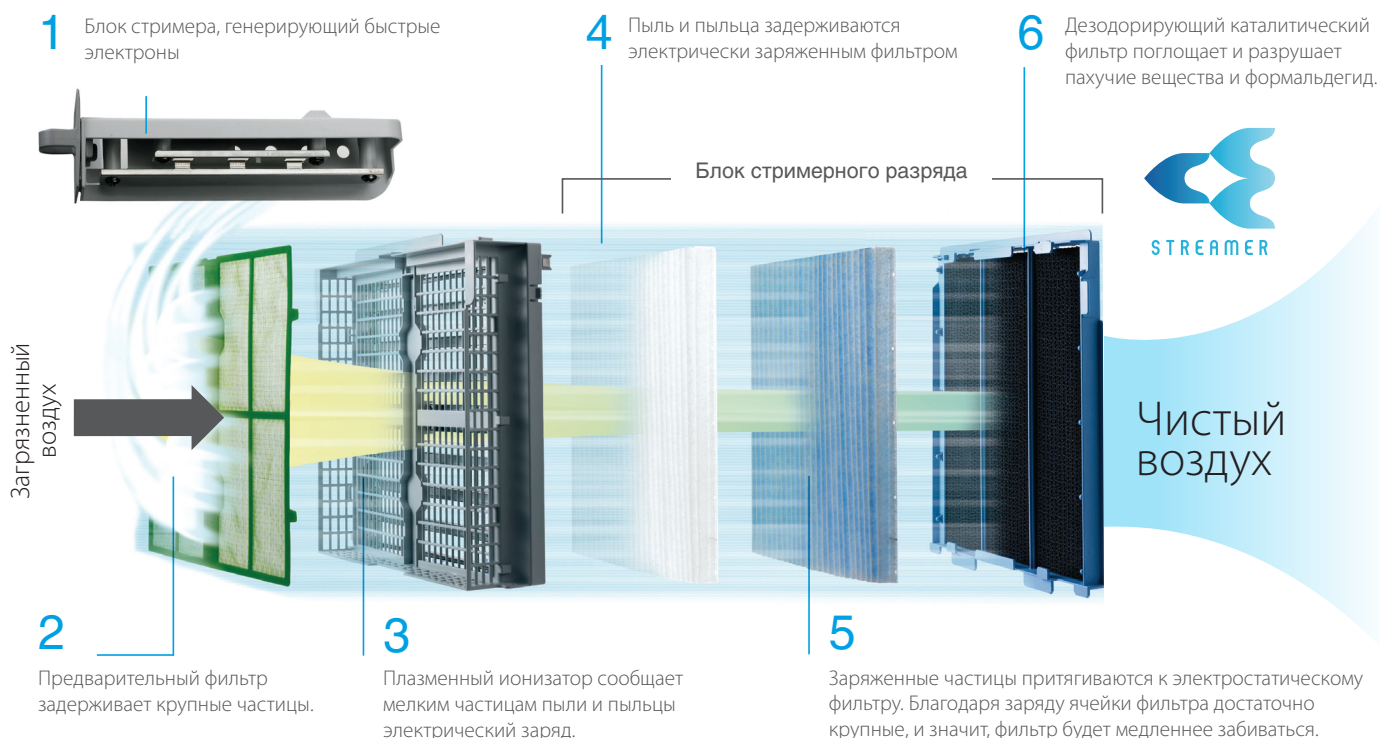 1
Блок стримера, генерирующий быстрые
электроны
4
Пыль и пыльца задерживаются
электрически заряженным фильтром
6
Дезодорирующий каталитический
фильтр поглощает и разрушает
пахучие вещества и формальдегид.
Блок стримерного разряда
STREAMER
Загрязненный
воздух
Чистый
воздух
2
Предварительный фильтр
задерживает крупные частицы.
3
Плазменный ионизатор сообщает
мелким частицам пыли и пыльцы
электрический заряд.
5
Заряженные частицы притягиваются к электростатическому
фильтру. Благодаря заряду ячейки фильтра достаточно
крупные, и значит, фильтр будет медленнее забиваться.